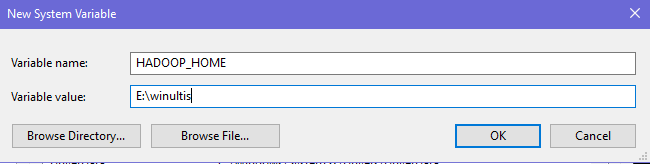 New System Variable
Variable name: HADOOP_HOME
Variable value: E:\winultis
Browse Directory... Browse File... OK Cancel